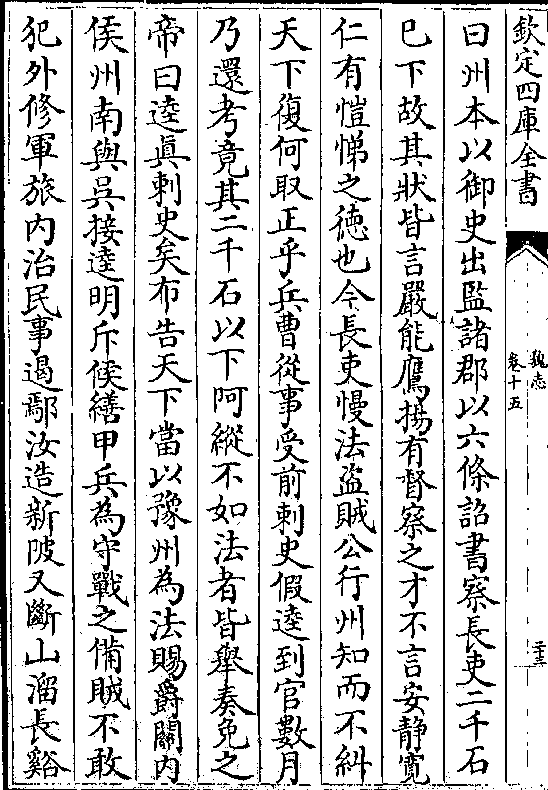 欽定四庫全書
魏志
卷十五
二十三
曰州本以御史出監諸郡以六條詔書察長吏二千石
巳下故其狀皆言嚴能鷹揚有督察之才不言安静寛
仁有愷悌之德也今長吏慢法盗賊公行州知而不糾
天下復何取正乎兵曹從事受前刺史假逵到官數月
乃還考竟其二千石以下阿縱不如法者皆舉奏免之
帝曰逵真刺史矣布告天下當以豫州為法賜爵關内
侯州南與吳接逵明斥候繕甲兵為守戰之備賊不敢
犯外修軍旅内治民事遏鄢汝造新陂又斷山溜長谿